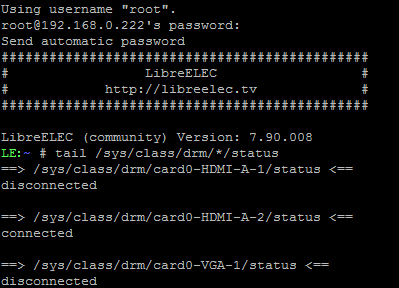 Using username "root".
root@192.168.0.222's password:
Send automatic password
##############################################
#                 LibreELEC                  #
#            http://libreelec.tv             #
##############################################
LibreELEC (community) Version: 7.90.008
LE:~ # tail /sys/class/drm/*/status
==> /sys/class/drm/card0-HDMI-A-1/status <==
disconnected
==> /sys/class/drm/card0-HDMI-A-2/status <==
connected
==> /sys/class/drm/card0-VGA-1/status <==
disconnected